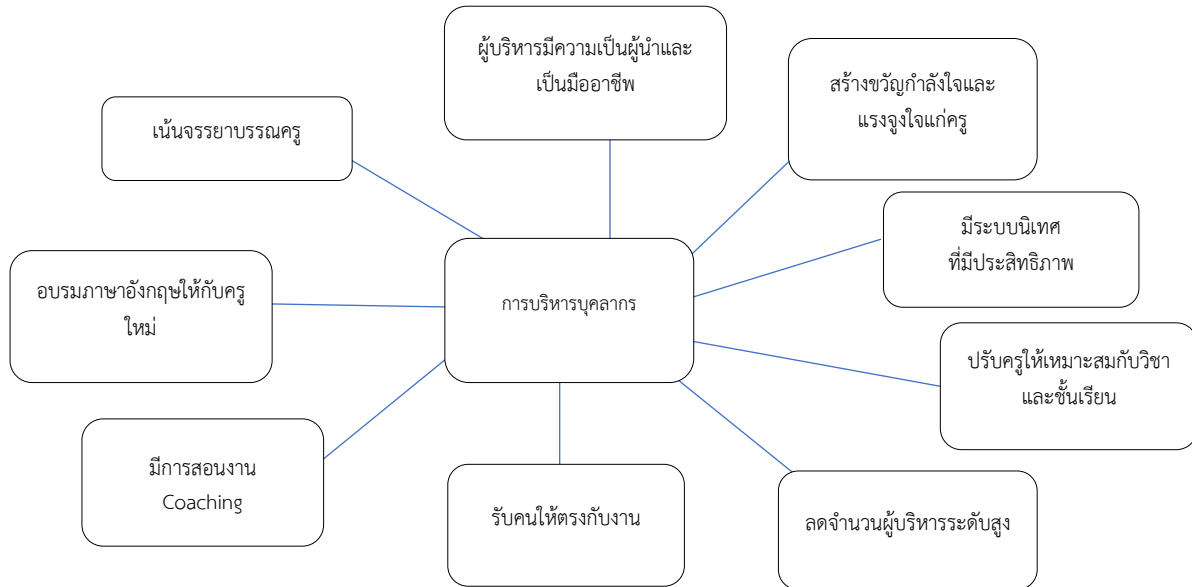 ผู้บริหารมีความเป็นผู้นำและ
เป็นมืออาชีพ
สร้างขวัญกำลังใจและ
แรงจูงใจแก่ครู
เน้นจรรยาบรรณครู
มีระบบนิเทศ
ที่มีประสิทธิภาพ
อบรมภาษาอังกฤษให้กับครู
ใหม่
การบริหารบุคลากร
ปรับครูให้เหมาะสมกับวิชา
และชั้นเรียน
มีการสอนงาน
Coaching
รับคนให้ตรงกับงาน
ลดจำนวนผู้บริหารระดับสูง